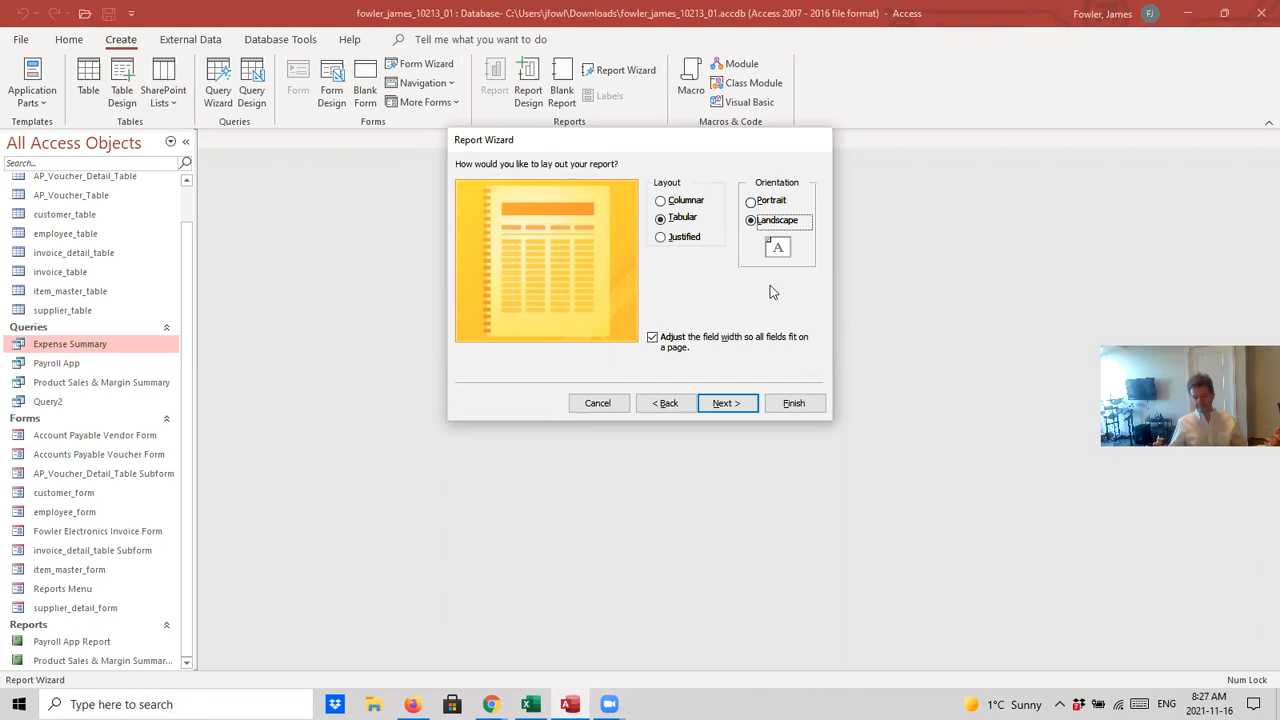 fowler_james_10213_01 : Database- C:\Users\jfowl\Downloads\fowler_james_10213_01.accdb (Access 2007 - 2016 file format) - Access
Fowler, James
FJ
File
Home
Create
External Data
Database Tools
Help
Tell me what you want to do
Application Parts
Table
Table Design
SharePoint Lists
Query Wizard
Query Design
Form
Form Design
Blank Form
Form Wizard
Navigation
More Forms
Report
Report Design
Blank Report
Report Wizard
Labels
Macro
Module
Class Module
Visual Basic
Templates
Tables
Queries
Forms
Reports
Macros & Code
All Access Objects
Search...
AP_Voucher_Detail_Table
AP_Voucher_Table
customer_table
employee_table
invoice_detail_table
invoice_table
item_master_table
supplier_table
Queries
Expense Summary
Payroll App
Product Sales & Margin Summary
Query2
Forms
Account Payable Vendor Form
Accounts Payable Voucher Form
AP_Voucher_Detail_Table Subform
customer_form
employee_form
Fowler Electronics Invoice Form
invoice_detail_table Subform
item_master_form
Reports Menu
supplier_detail_form
Reports
Payroll App Report
Product Sales & Margin Summar...
Report Wizard
How would you like to lay out your report?
Layout
Columnar
Tabular
Justified
Orientation
Portrait
Landscape
A
Adjust the field width so all fields fit on
a page.
Cancel
< Back
Next >
Finish
Report Wizard
Num Lock
Type here to search
1°C Sunny
ENG
8:27 AM
2021-11-16